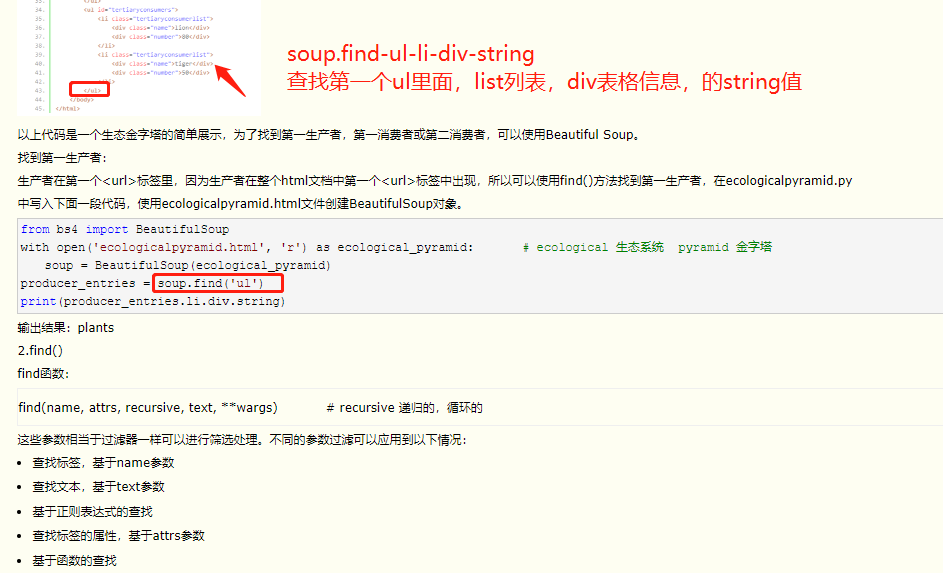 </ul>
36. <ul id="tertiaryconsumers">
35. <li class="tertiaryconsumerlist">
36. <div class="name">lion</div>
37. <div class="number">80</div>
38. </li>
39. <li class="tertiaryconsumerlist">
40. <div class="name">tiger</div>
41. <div class="number">50</div>
42.
43. </ul>
44. </body>
45. </html>
soup.find-ul-li-div-string
查找第一个ul里面，list列表，div表格信息，的string值
以上代码是一个生态金字塔的简单展示，为了找到第一生产者，第一消费者或第二消费者，可以使用Beautiful Soup。
找到第一生产者：
生产者在第一个<url>标签里，因为生产者在整个html文档中第一个<url>标签中出现，所以可以使用find()方法找到第一生产者，在ecologicalpyramid.py
中写入下面一段代码，使用ecologicalpyramid.html文件创建BeautifulSoup对象。
from bs4 import BeautifulSoup
with open('ecologicalpyramid.html', 'r') as ecological_pyramid: # ecological 生态系统 pyramid 金字塔
soup = BeautifulSoup(ecological_pyramid)
producer_entries = soup.find('ul')
print(producer_entries.li.div.string)
输出结果：plants
2.find()
find函数：
find(name, attrs, recursive, text, **wargs) # recursive 递归的，循环的
这些参数相当于过滤器一样可以进行筛选处理。不同的参数过滤可以应用到以下情况：
• 查找标签，基于name参数
• 查找文本，基于text参数
• 基于正则表达式的查找
• 查找标签的属性，基于attrs参数
• 基于函数的查找